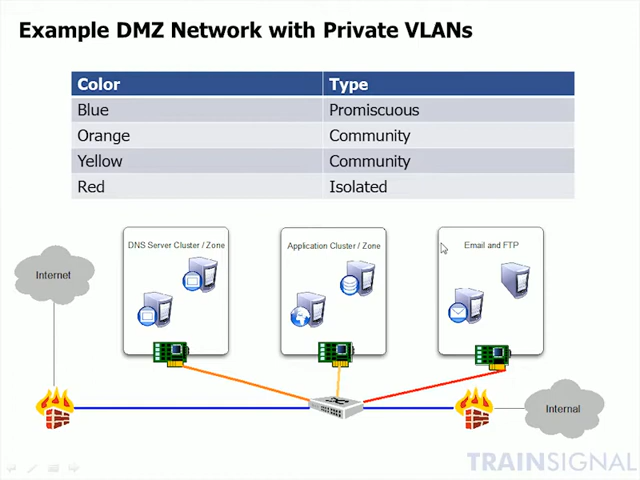 Example DMZ Network with Private VLANs
Color Type
Blue Promiscuous
Orange Community
Yellow Community
Red Isolated
DNS Server Cluster / Zone
Application Cluster / Zone
Email and FTP
Internet
Internal
TRAINSIGNAL